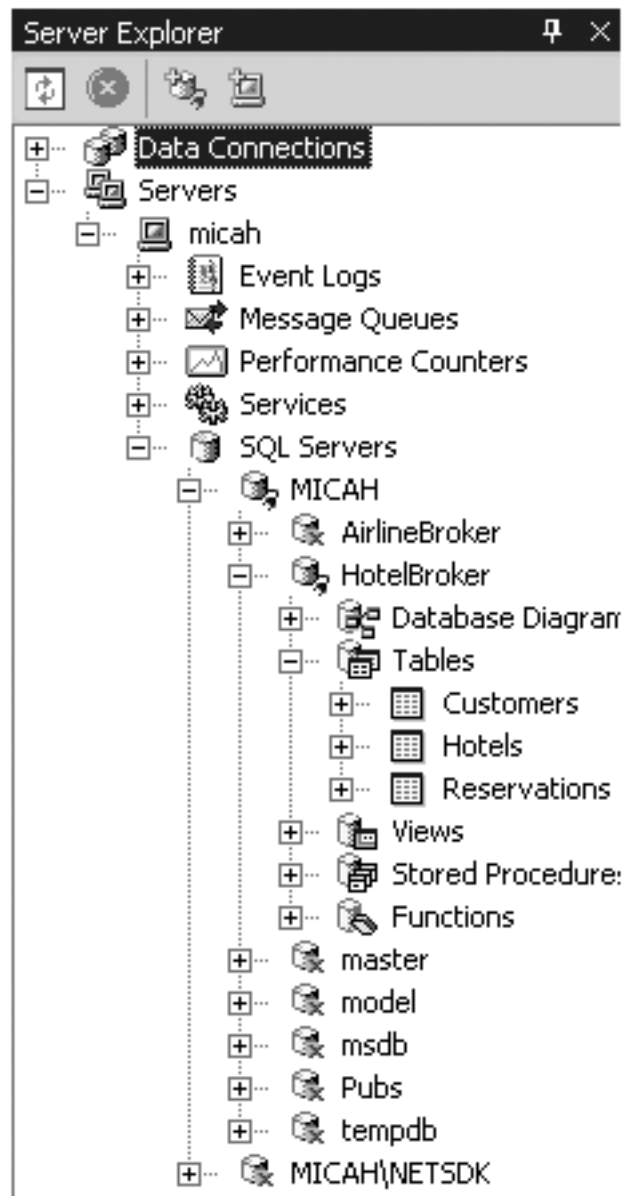 Server Explorer
Data Connections
Servers
micah
Event Logs
Message Queues
Performance Counters
Services
SQL Servers
MICAH
AirlineBroker
HotelBroker
Database Diagram
Tables
Customers
Hotels
Reservations
Views
Stored Procedures
Functions
master
model
msdb
Pubs
tempdb
MICAH\NETSDK